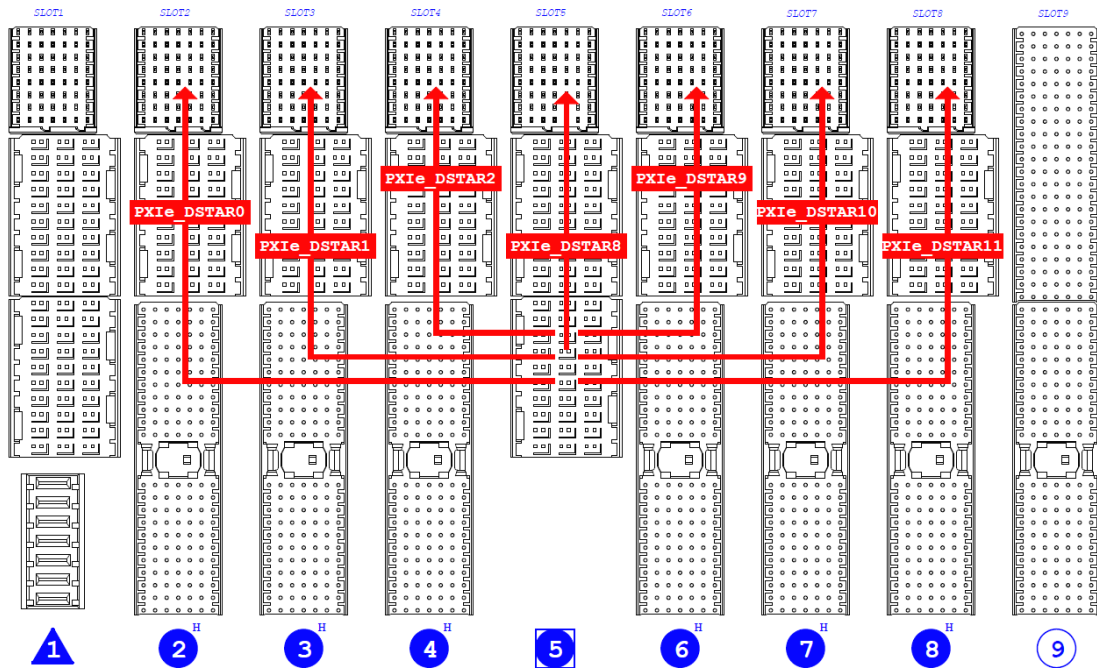 SLOT1 SLOT2 SLOT3 SLOT4 SLOT5 SLOT6 SLOT7 SLOT8 SLOT9
PXIe_DSTAR2 PXIe_DSTAR9
PXIe_DSTAR0 PXIe_DSTAR10
PXIe_DSTAR1 PXIe_DSTAR8 PXIe_DSTAR11
H H H H H H
1 2 3 4 5 6 7 8 9